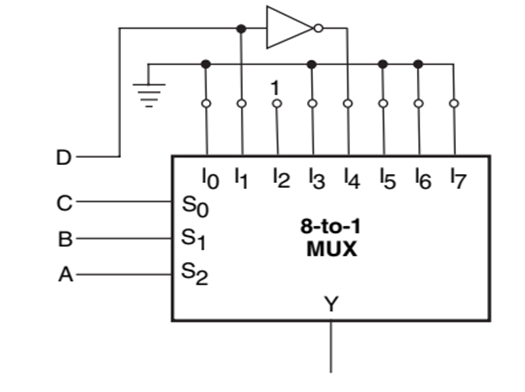 1
D
I0 I1 I2 I3 I4 I5 I6 I7
C S0
B S1
8-to-1
MUX
A S2
Y